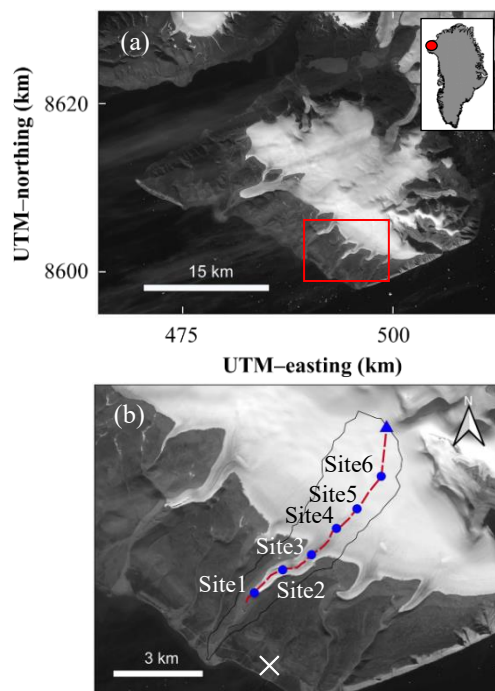 (a)
UTM–northing (km)
8620
8600
15 km
475
500
UTM–easting (km)
(b)
N
Site6
Site5
Site4
Site3
Site1
Site2
3 km